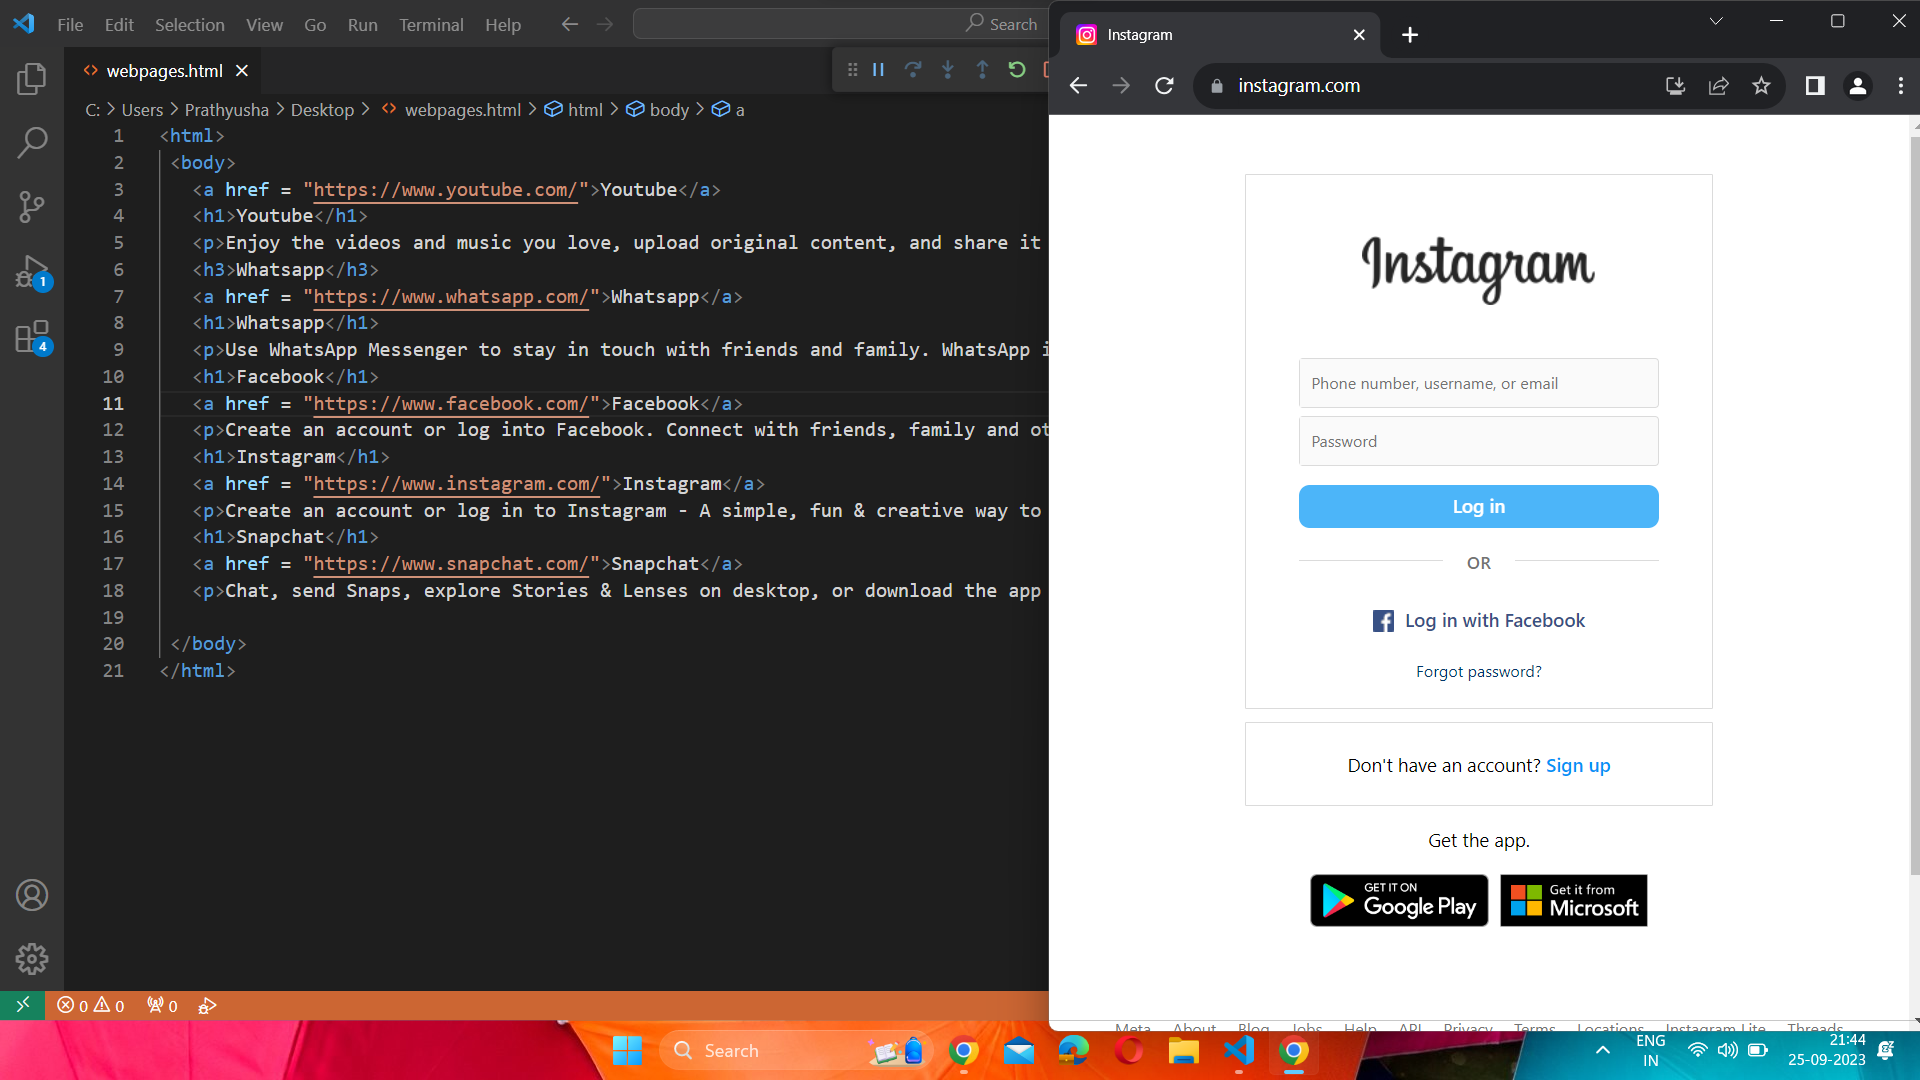 File Edit Selection View Go Run Terminal Help
Search
webpages.html
C: > Users > Prathyusha > Desktop > webpages.html > html > body > a
1 <html>
2 <body>
3 <a href = "https://www.youtube.com/">Youtube</a>
4 <h1>Youtube</h1>
5 <p>Enjoy the videos and music you love, upload original content, and share it
6 <h3>Whatsapp</h3>
7 <a href = "https://www.whatsapp.com/">Whatsapp</a>
8 <h1>Whatsapp</h1>
9 <p>Use WhatsApp Messenger to stay in touch with friends and family. WhatsApp
10 <h1>Facebook</h1>
11 <a href = "https://www.facebook.com/">Facebook</a>
12 <p>Create an account or log into Facebook. Connect with friends, family and
13 <h1>Instagram</h1>
14 <a href = "https://www.instagram.com/">Instagram</a>
15 <p>Create an account or log in to Instagram - A simple, fun & creative way to
16 <h1>Snapchat</h1>
17 <a href = "https://www.snapchat.com/">Snapchat</a>
18 <p>Chat, send Snaps, explore Stories & Lenses on desktop, or download the app
19
20 </body>
21 </html>
1
4
0 0 0
Instagram
instagram.com
Instagram
Phone number, username, or email
Password
Log in
OR
Log in with Facebook
Forgot password?
Don't have an account? Sign up
Get the app.
GET IT ON
Google Play
Get it from
Microsoft
Meta About Blog Jobs Help API Privacy Terms Locations Instagram Lite Threads
Search
ENG
IN
21:44
25-09-2023